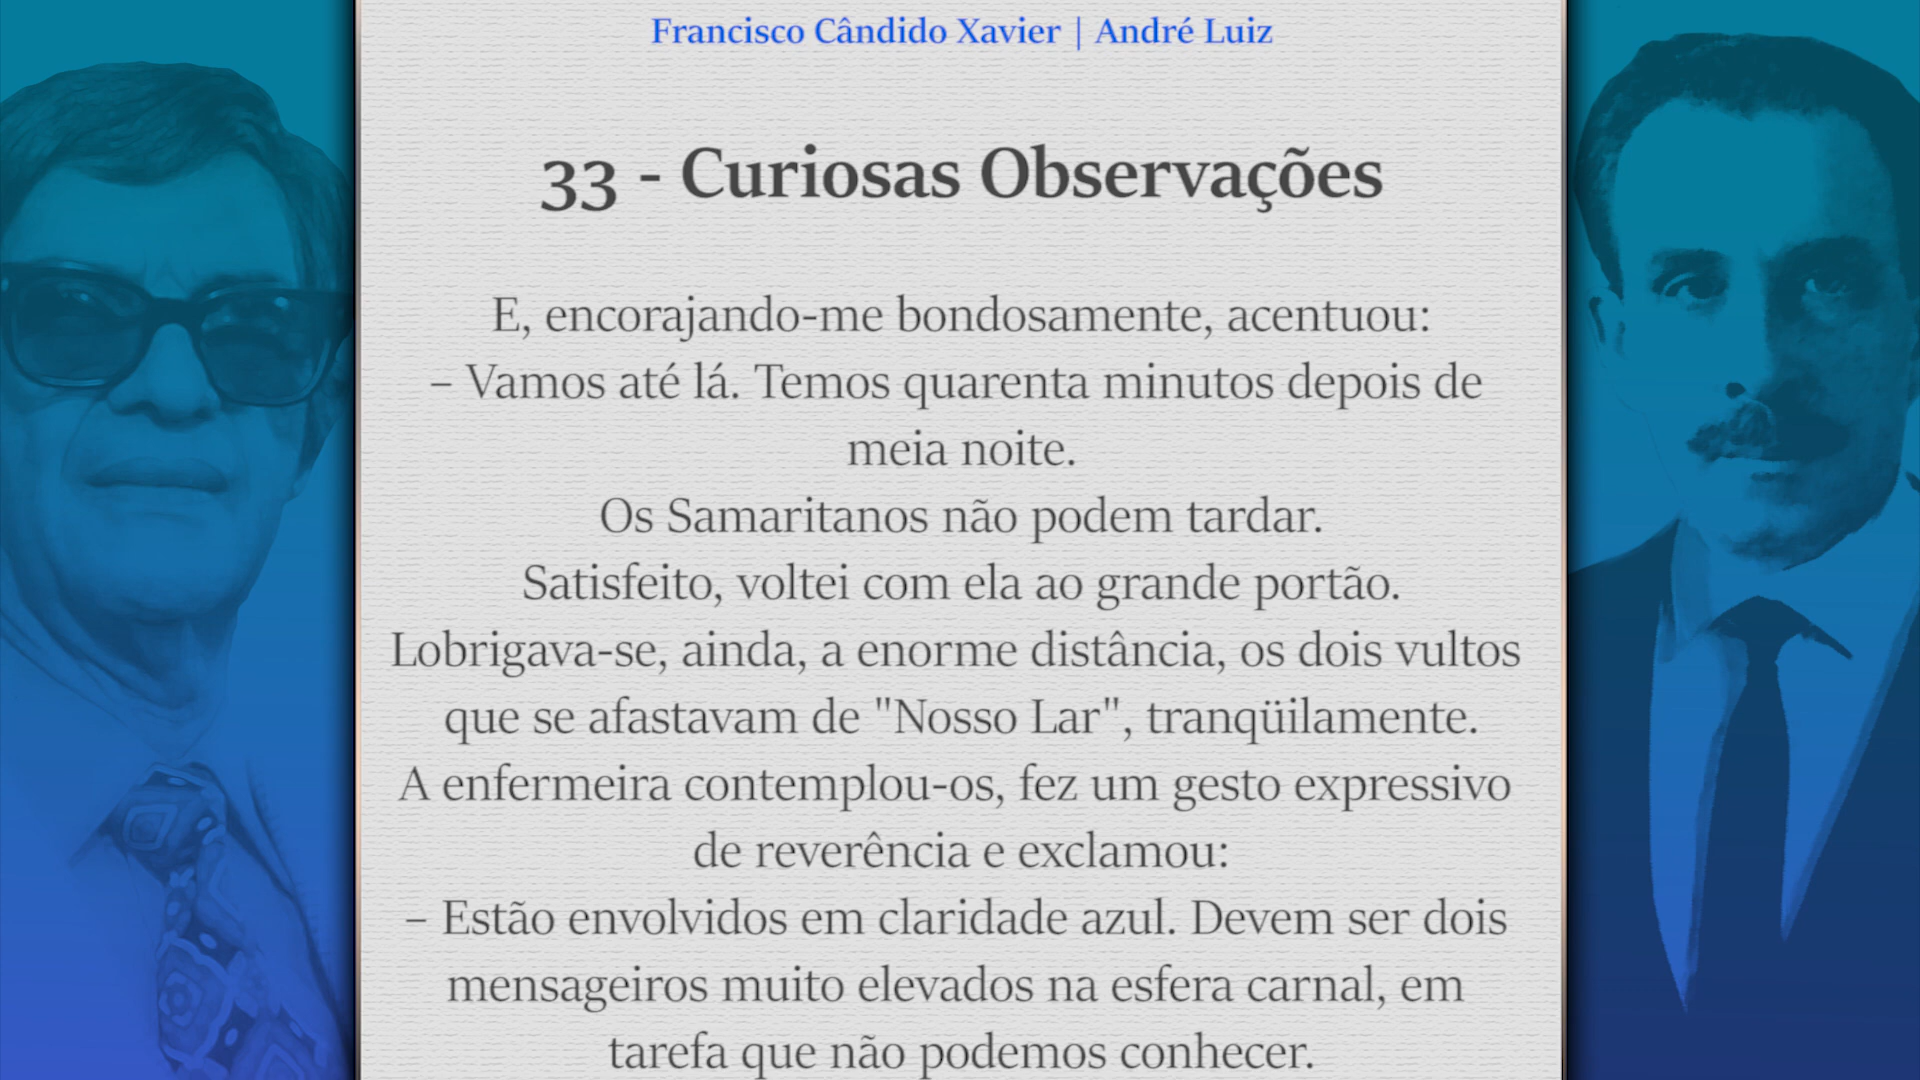 Francisco Cândido Xavier | André Luiz
33 - Curiosas Observações
E, encorajando-me bondosamente, acentuou:
– Vamos até lá. Temos quarenta minutos depois de
meia noite.
Os Samaritanos não podem tardar.
Satisfeito, voltei com ela ao grande portão.
Lobrigava-se, ainda, a enorme distância, os dois vultos
que se afastavam de "Nosso Lar", tranqüilamente.
A enfermeira contemplou-os, fez um gesto expressivo
de reverência e exclamou:
– Estão envolvidos em claridade azul. Devem ser dois
mensageiros muito elevados na esfera carnal, em
tarefa que não podemos conhecer.